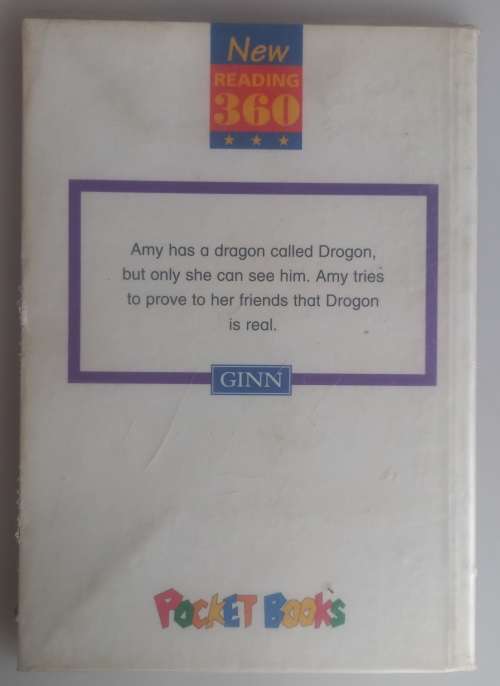 New
READING
360
Amy has a dragon called Drogon,
but only she can see him. Amy tries
to prove to her friends that Drogon
is real.
GINN
POCKET BOOKS